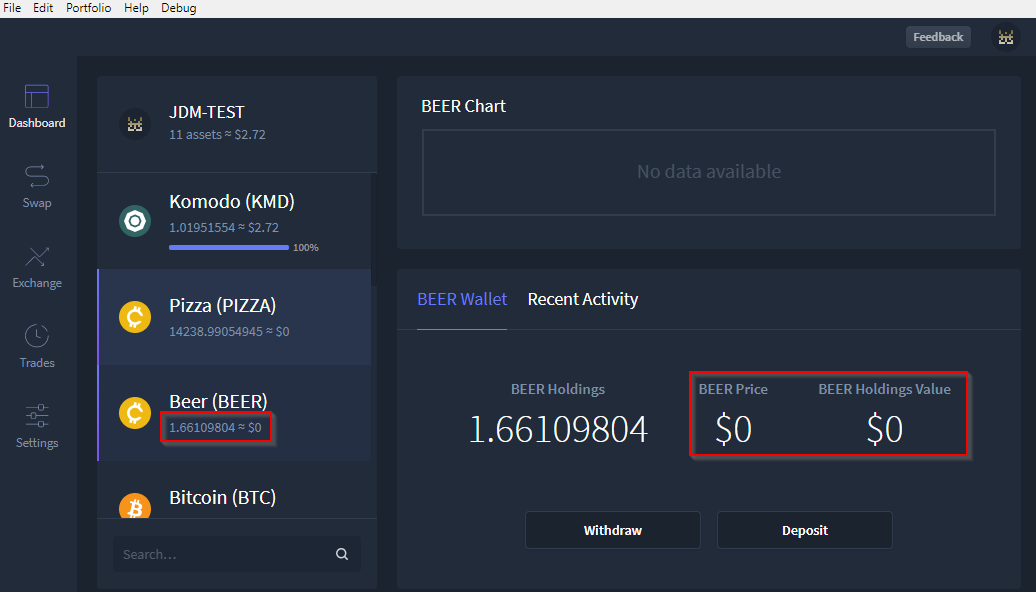 File Edit Portfolio Help Debug
Feedback
Dashboard
Swap
Exchange
Trades
Settings
JDM-TEST
11 assets ≈ $2.72
Komodo (KMD)
1.01951554 ≈ $2.72
100%
Pizza (PIZZA)
14238.99054945 ≈ $0
Beer (BEER)
1.66109804 ≈ $0
Bitcoin (BTC)
Search...
BEER Chart
No data available
BEER Wallet Recent Activity
BEER Holdings BEER Price BEER Holdings Value
1.66109804 $0 $0
Withdraw Deposit